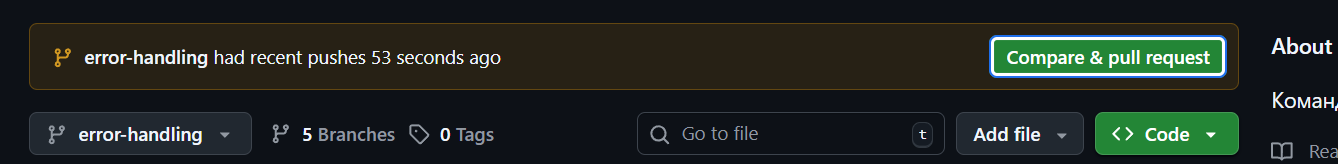 error-handling had recent pushes 53 seconds ago
Compare & pull request
About
error-handling
5 Branches
0 Tags
Go to file
t
Add file
Code